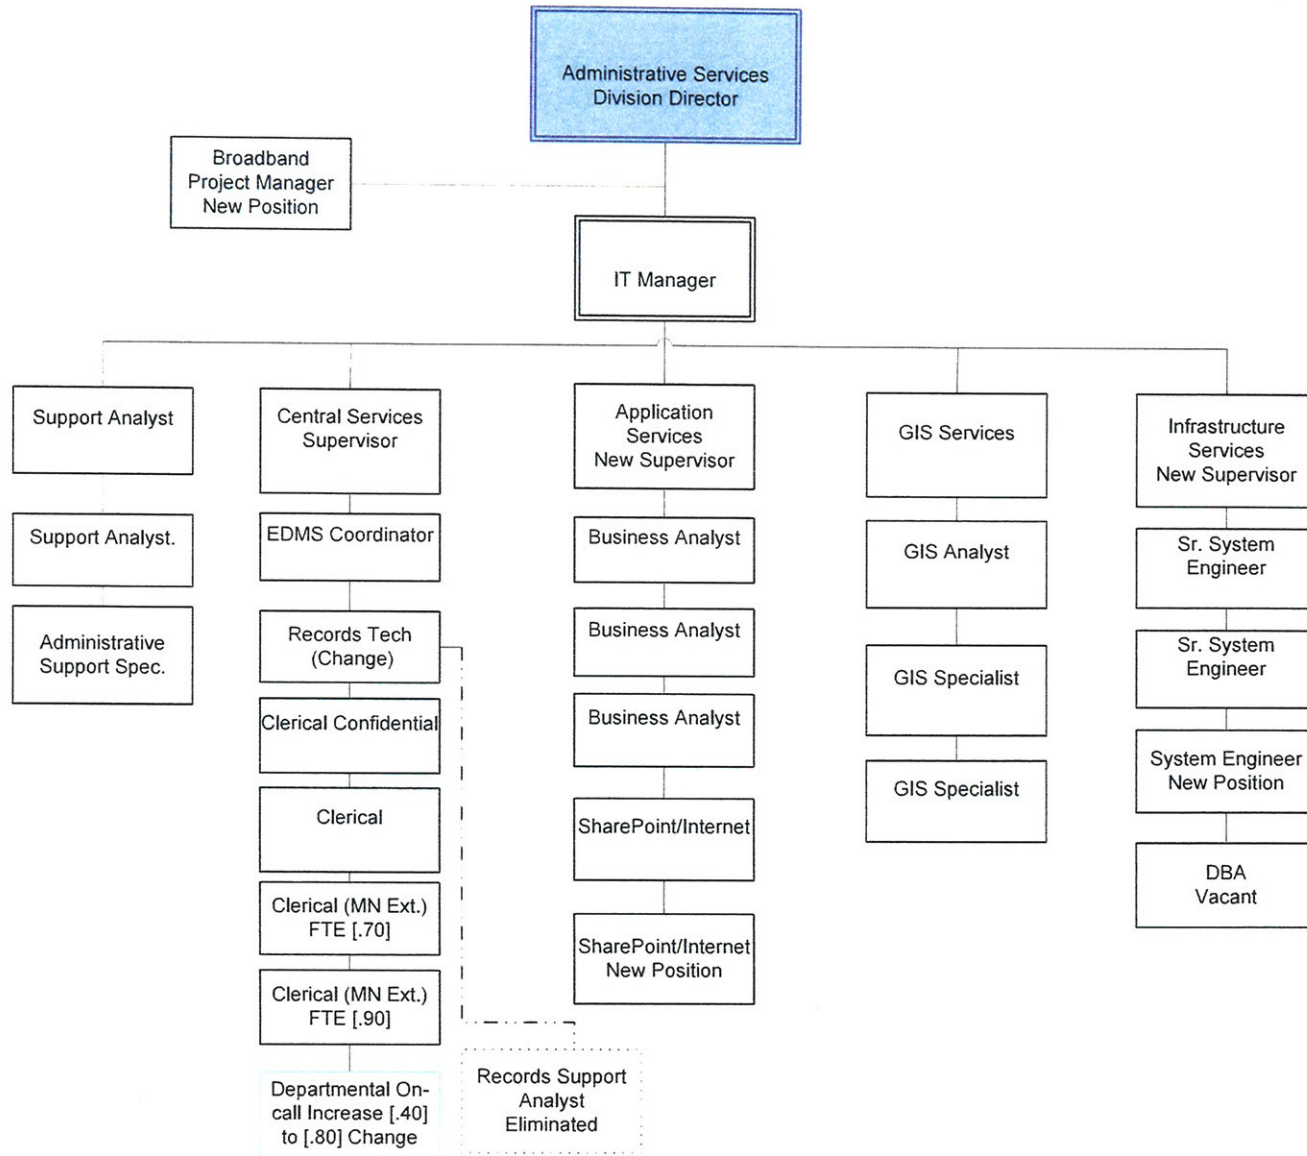 Administrative Services
Division Director
Broadband
Project Manager
New Position
IT Manager
Support Analyst
Support Analyst.
Administrative
Support Spec.
Central Services
Supervisor
EDMS Coordinator
Records Tech
(Change)
Clerical Confidential
Clerical
Clerical (MN Ext.)
FTE [.70]
Clerical (MN Ext.)
FTE [.90]
Departmental On-
call Increase [.40]
to [.80] Change
Records Support
Analyst
Eliminated
Application
Services
New Supervisor
Business Analyst
Business Analyst
Business Analyst
SharePoint/Internet
SharePoint/Internet
New Position
GIS Services
GIS Analyst
GIS Specialist
GIS Specialist
Infrastructure
Services
New Supervisor
Sr. System
Engineer
Sr. System
Engineer
System Engineer
New Position
DBA
Vacant